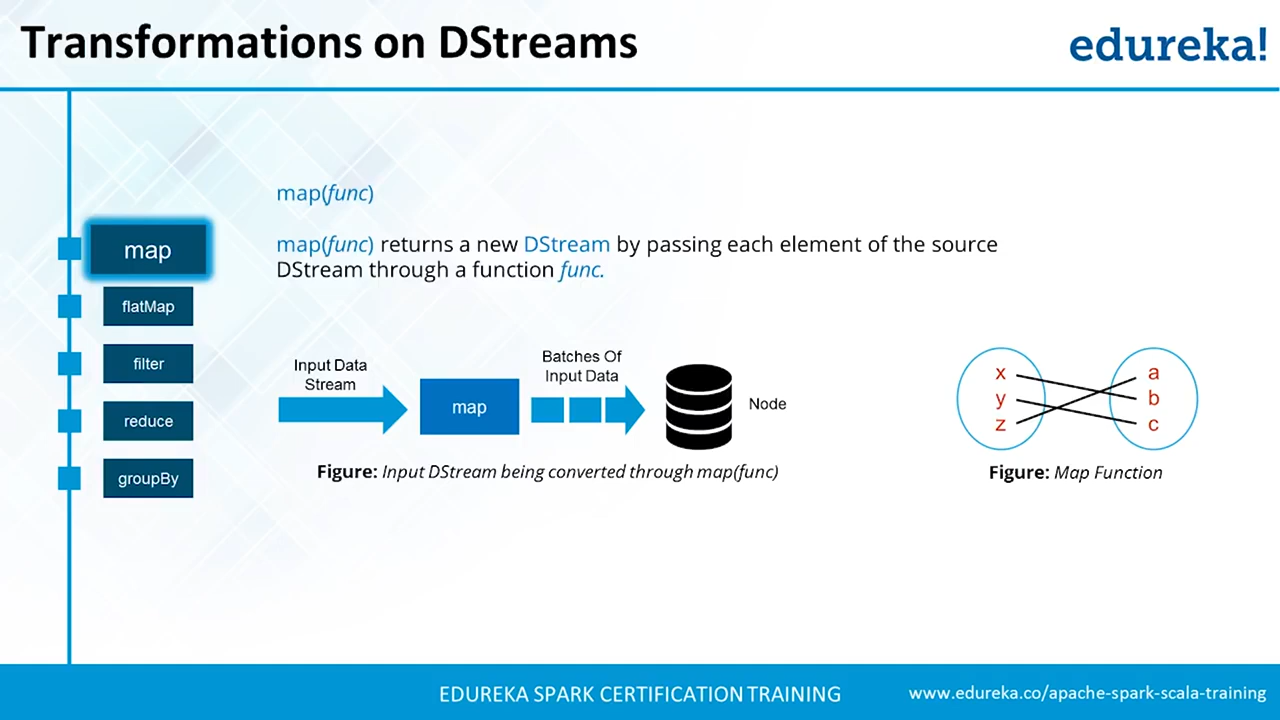 Transformations on DStreams
edureka!
map
flatMap
filter
reduce
groupBy
map(func)
map(func) returns a new DStream by passing each element of the source
DStream through a function func.
Input Data
Stream
map
Batches Of
Input Data
Node
Figure: Input DStream being converted through map(func)
x
y
z
a
b
c
Figure: Map Function
EDUREKA SPARK CERTIFICATION TRAINING
www.edureka.co/apache-spark-scala-training